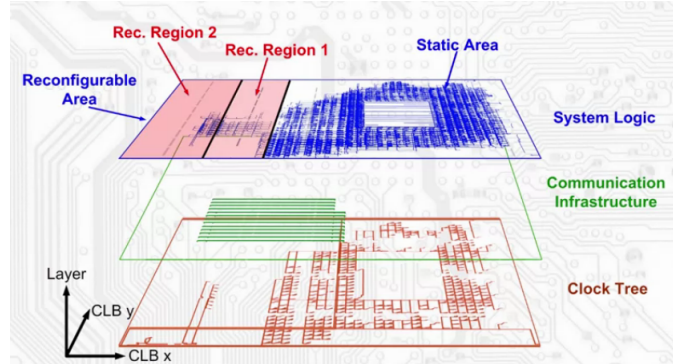 Rec. Region 2
Rec. Region 1
Static Area
Reconfigurable
Area
System Logic
Communication
Infrastructure
Layer
CLB y
Clock Tree
CLB x